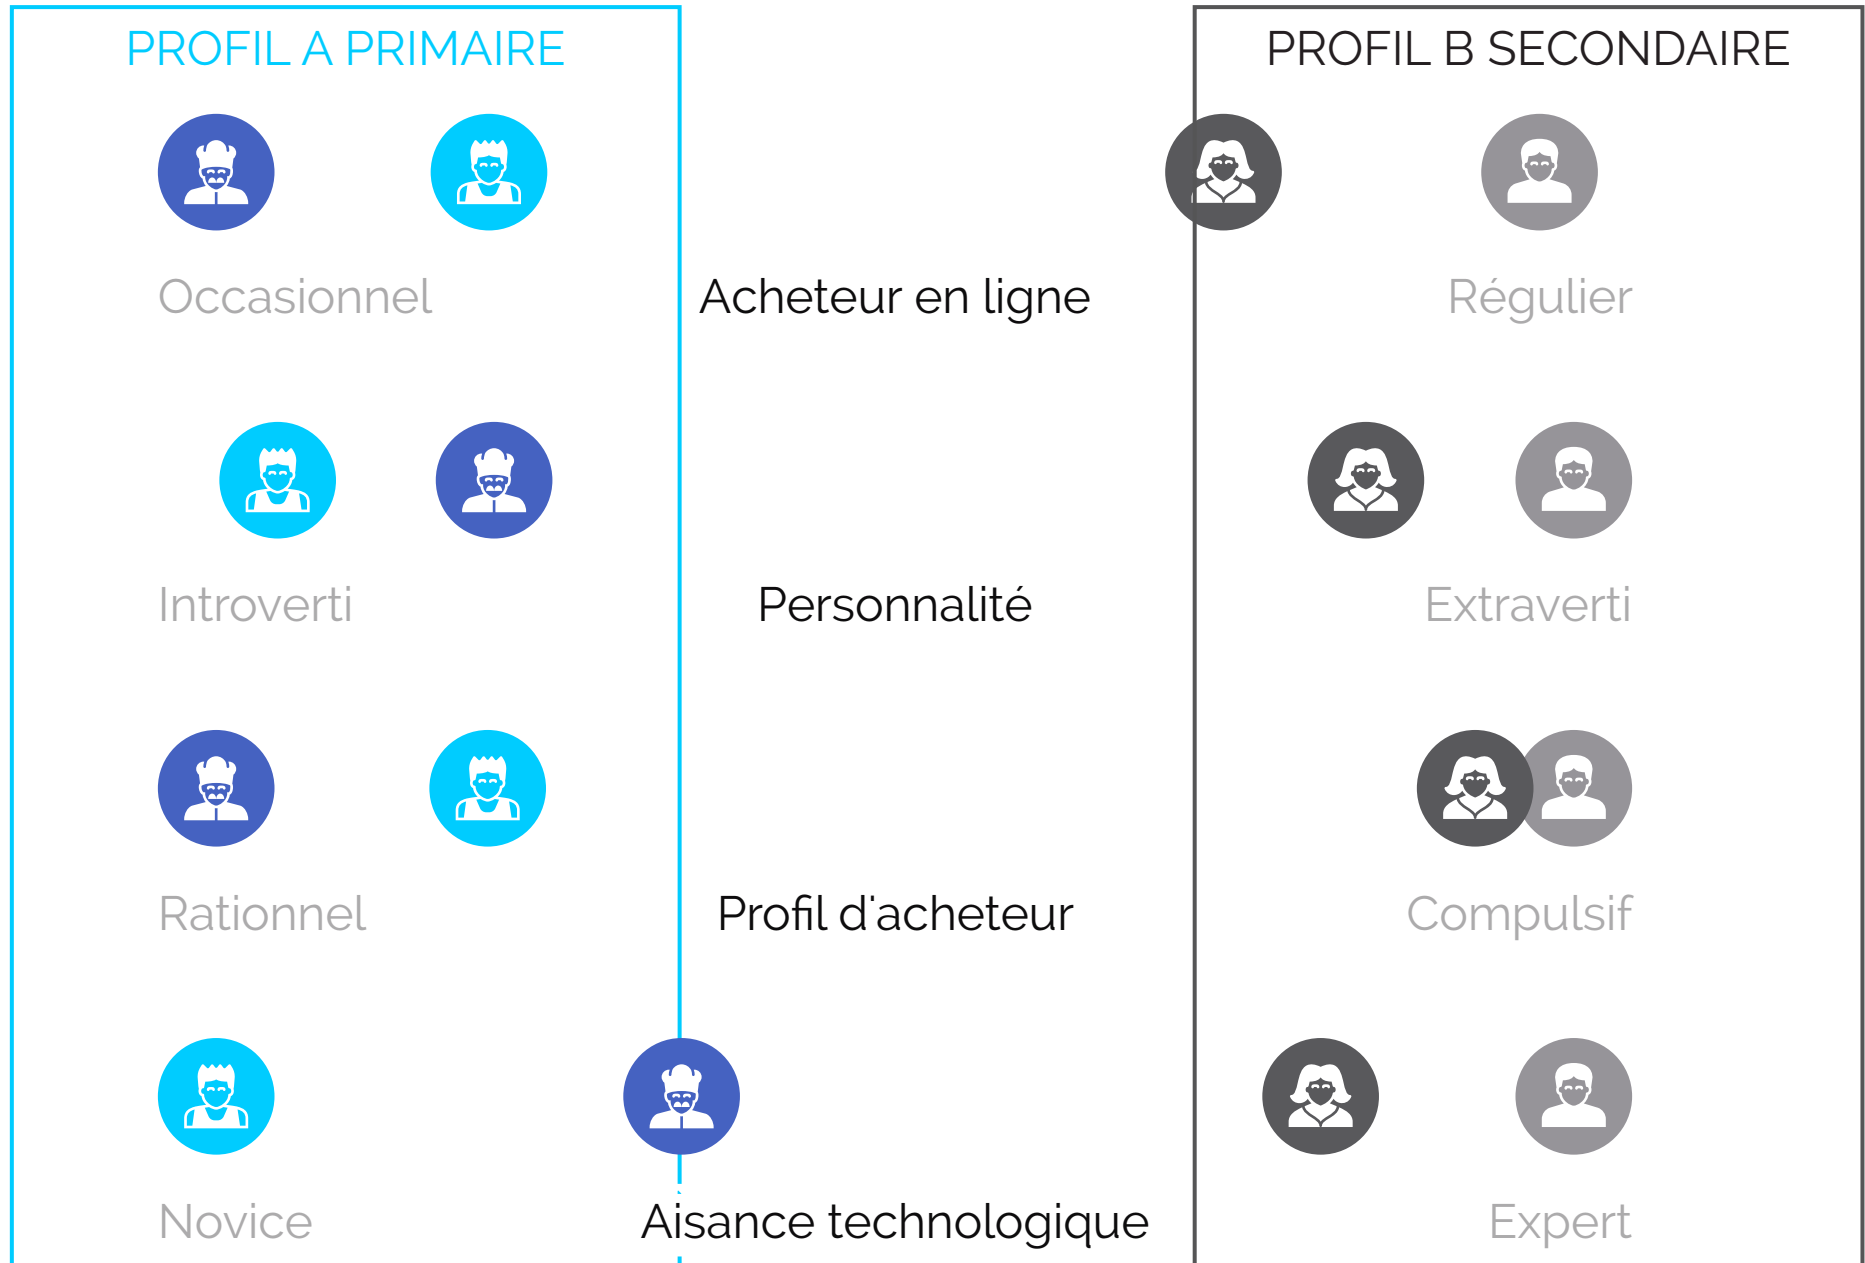 PROFIL A PRIMAIRE
PROFIL B SECONDAIRE
Occasionnel
Acheteur en ligne
Régulier
Introverti
Personnalité
Extraverti
Rationnel
Profil d'acheteur
Compulsif
Novice
Aisance technologique
Expert